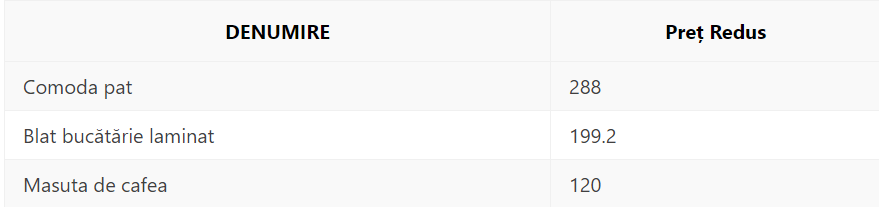 DENUMIRE Preț Redus
Comoda pat 288
Blat bucătărie laminat 199.2
Masuta de cafea 120